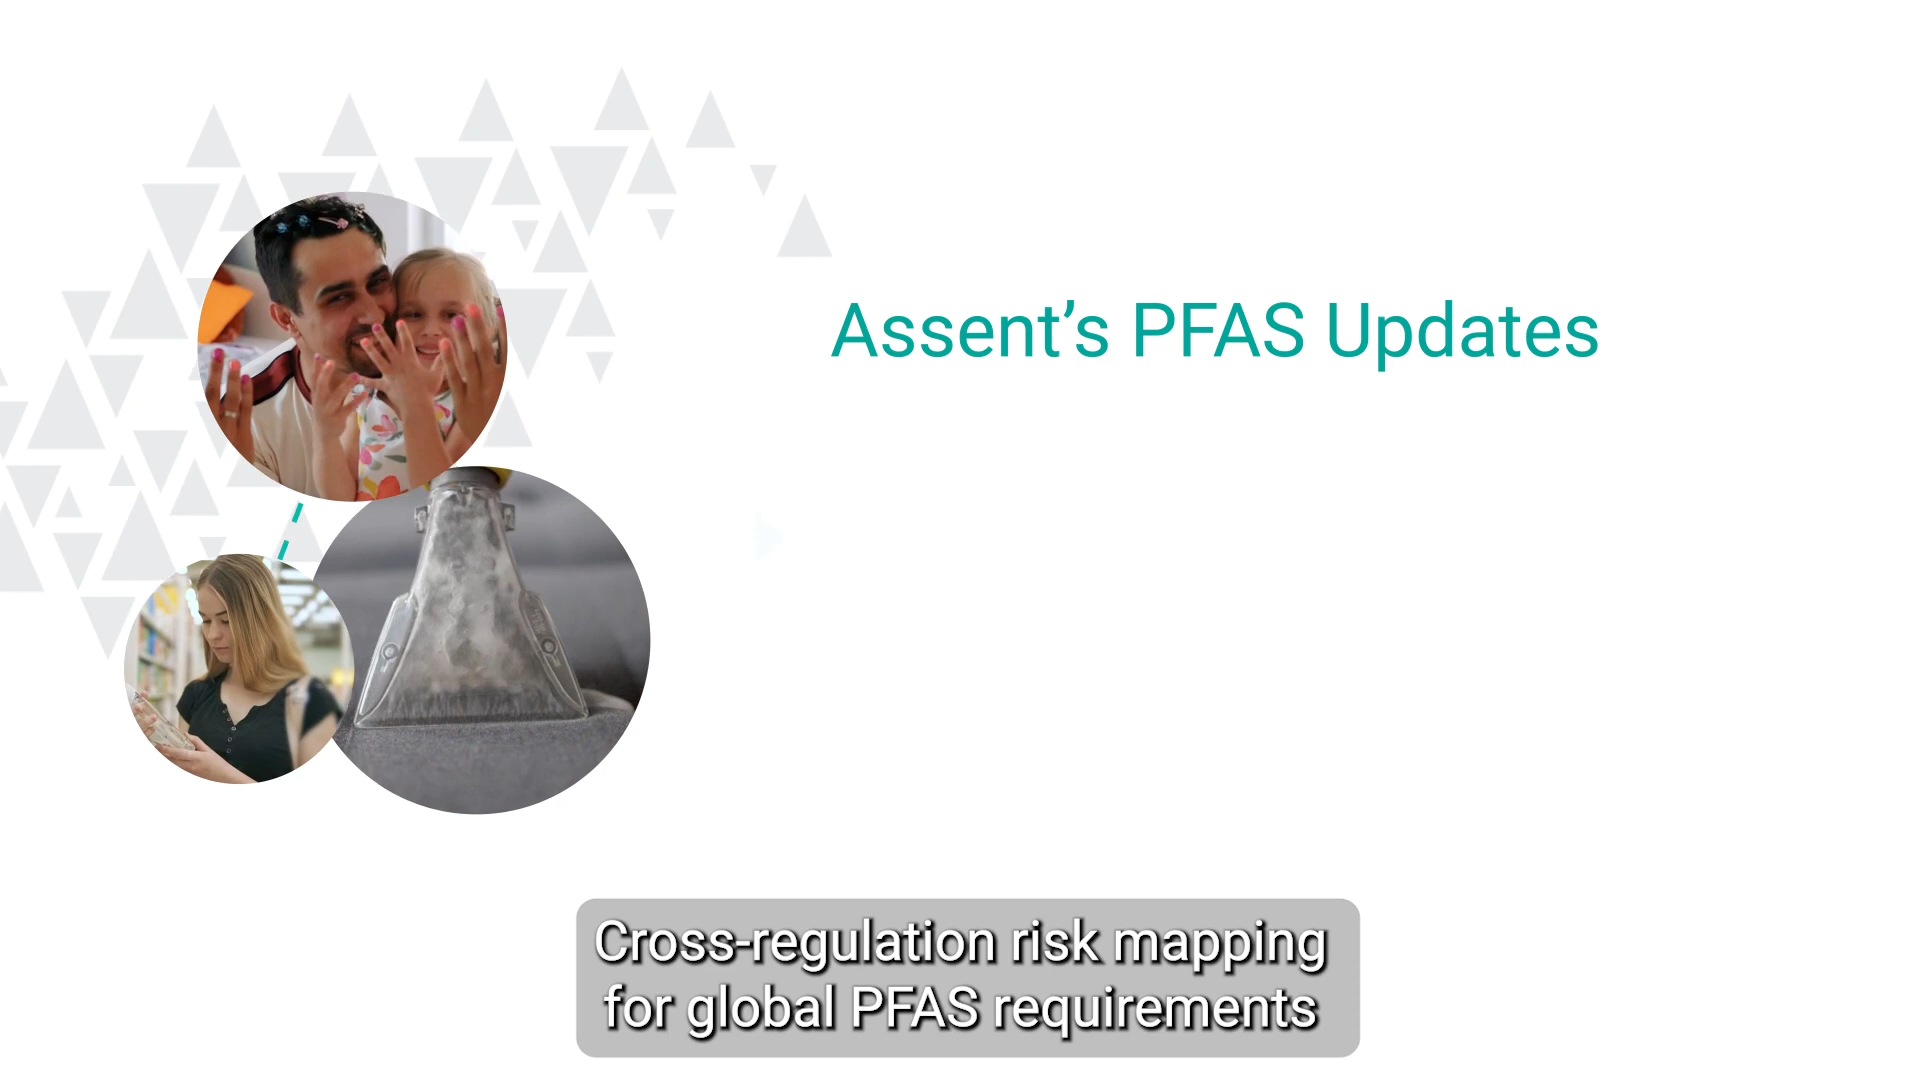 Assent’s PFAS Updates
Cross-regulation risk mapping
for global PFAS requirements